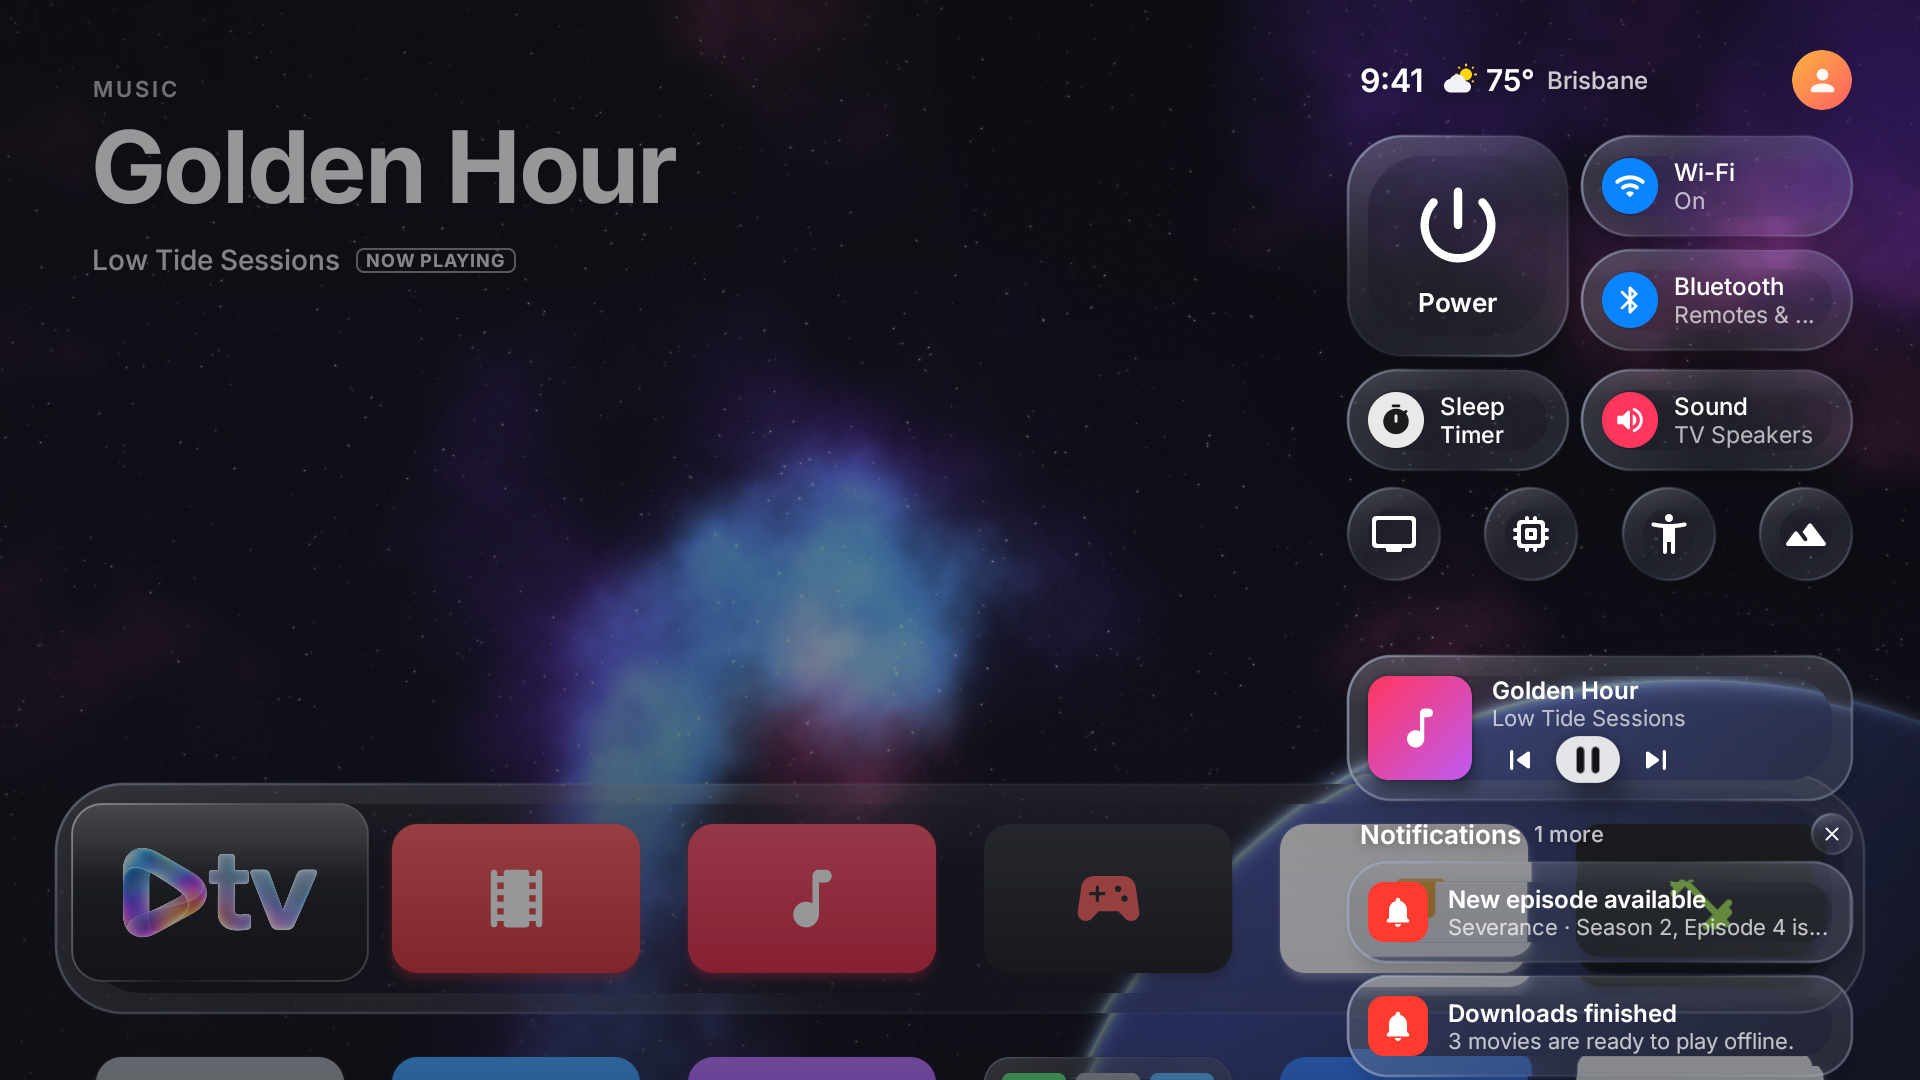 MUSIC
Golden Hour
Low Tide Sessions NOW PLAYING
9:41 75° Brisbane
Power
Wi-Fi
On
Bluetooth
Remotes & ...
Sleep
Timer
Sound
TV Speakers
Golden Hour
Low Tide Sessions
tv
Notifications 1 more
New episode available
Severance · Season 2, Episode 4 is...
Downloads finished
3 movies are ready to play offline.